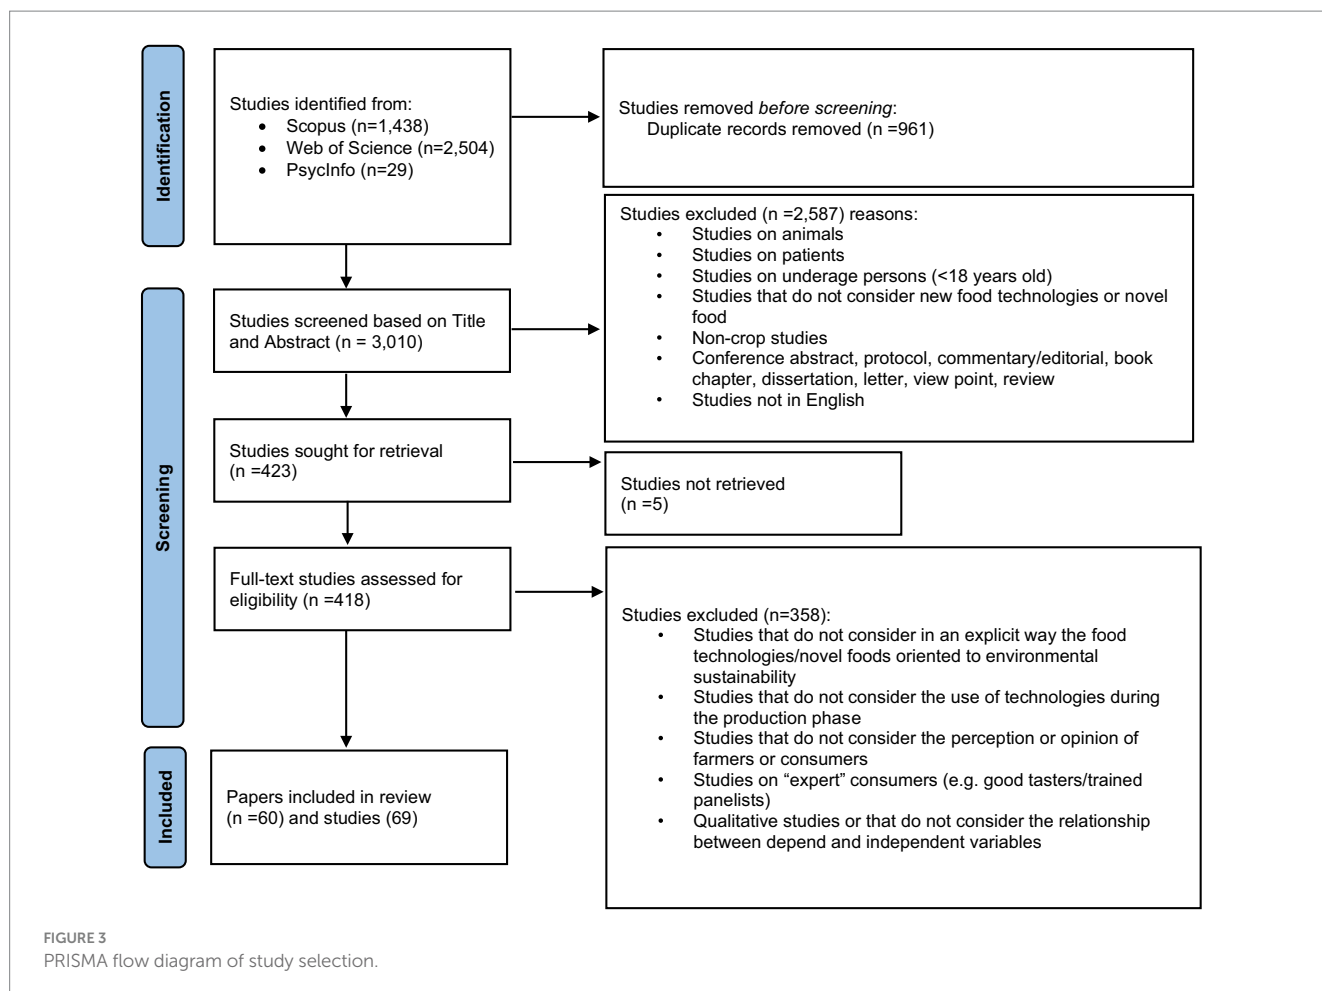 Identification
Studies identified from:
• Scopus (n=1,438)
• Web of Science (n=2,504)
• PsycInfo (n=29)
Studies removed before screening:
Duplicate records removed (n =961)
Screening
Studies screened based on Title
and Abstract (n = 3,010)
Studies excluded (n =2,587) reasons:
• Studies on animals
• Studies on patients
• Studies on underage persons (<18 years old)
• Studies that do not consider new food technologies or novel
food
• Non-crop studies
• Conference abstract, protocol, commentary/editorial, book
chapter, dissertation, letter, view point, review
• Studies not in English
Studies sought for retrieval
(n =423)
Studies not retrieved
(n =5)
Full-text studies assessed for
eligibility (n =418)
Studies excluded (n=358):
• Studies that do not consider in an explicit way the food
technologies/novel foods oriented to environmental
sustainability
• Studies that do not consider the use of technologies during
the production phase
• Studies that do not consider the perception or opinion of
farmers or consumers
• Studies on “expert” consumers (e.g. good tasters/trained
panelists)
• Qualitative studies or that do not consider the relationship
between depend and independent variables
Included
Papers included in review
(n =60) and studies (69)
FIGURE 3
PRISMA flow diagram of study selection.